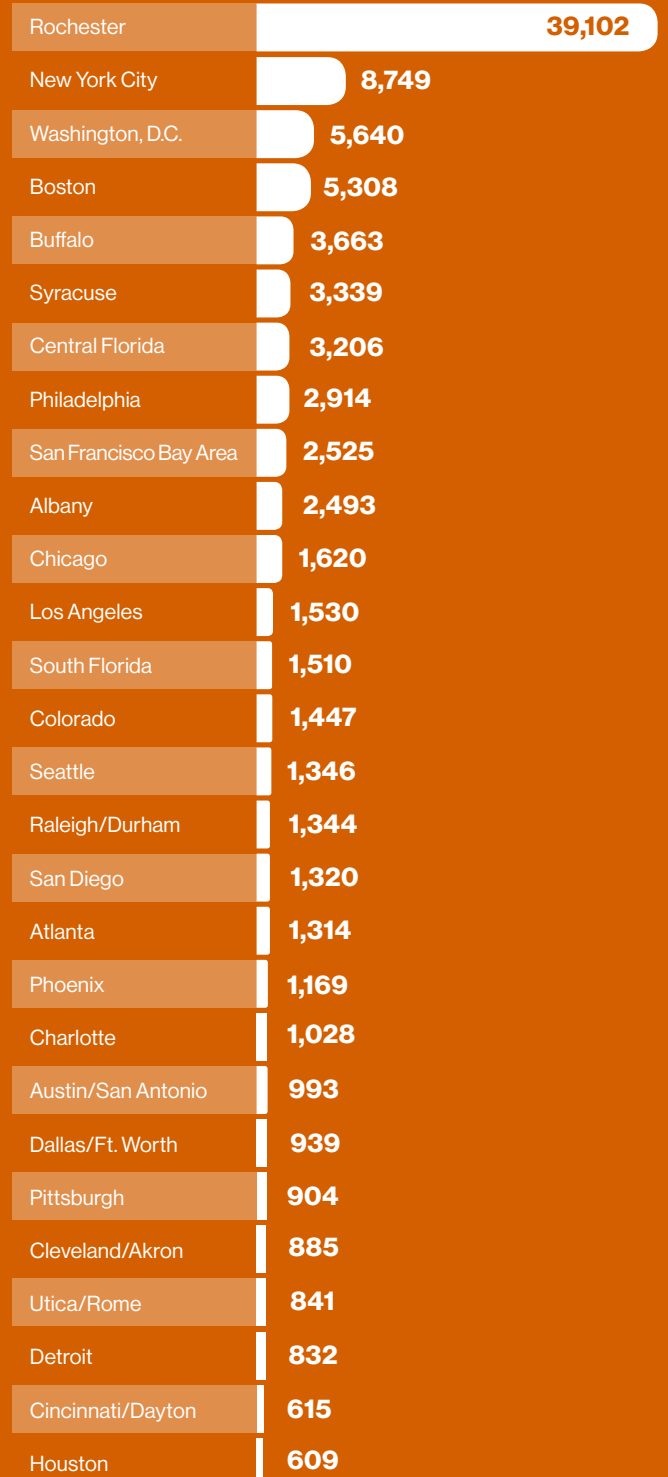 Rochester 39,102
New York City 8,749
Washington, D.C. 5,640
Boston 5,308
Buffalo 3,663
Syracuse 3,339
Central Florida 3,206
Philadelphia 2,914
San Francisco Bay Area 2,525
Albany 2,493
Chicago 1,620
Los Angeles 1,530
South Florida 1,510
Colorado 1,447
Seattle 1,346
Raleigh/Durham 1,344
San Diego 1,320
Atlanta 1,314
Phoenix 1,169
Charlotte 1,028
Austin/San Antonio 993
Dallas/Ft. Worth 939
Pittsburgh 904
Cleveland/Akron 885
Utica/Rome 841
Detroit 832
Cincinnati/Dayton 615
Houston 609